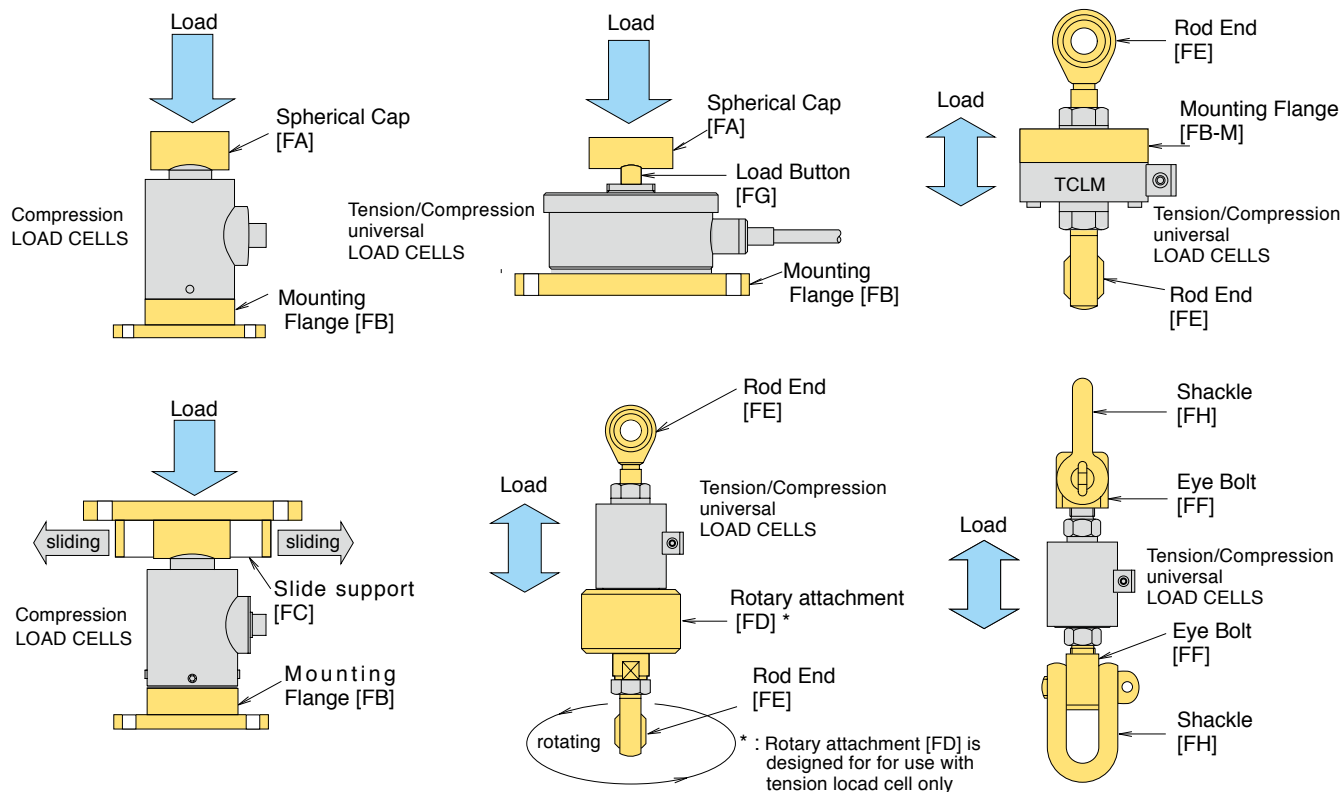 Load
Spherical Cap
[FA]
Compression
LOAD CELLS
Mounting
Flange [FB]
Load
Spherical Cap
[FA]
Load Button
[FG]
Tension/Compression
universal
LOAD CELLS
Mounting
Flange [FB]
Rod End
[FE]
Load
Mounting Flange
[FB-M]
TCLM
Tension/Compression
universal
LOAD CELLS
Rod End
[FE]
Load
sliding
sliding
Slide support
[FC]
Compression
LOAD CELLS
Mounting
Flange [FB]
Rod End
[FE]
Load
Tension/Compression
universal
LOAD CELLS
Rotary attachment
[FD] *
Rod End
[FE]
rotating
* : Rotary attachment [FD] is
designed for for use with
tension locad cell only
Shackle
[FH]
Eye Bolt
[FF]
Load
Tension/Compression
universal
LOAD CELLS
Eye Bolt
[FF]
Shackle
[FH]